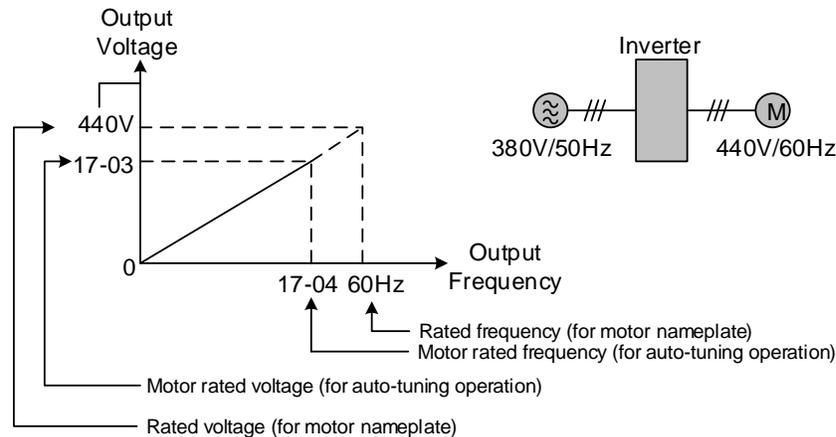 Output
Voltage
Inverter
440V
17-03
0
M
380V/50Hz
440V/60Hz
Output
Frequency
17-04
60Hz
Rated frequency (for motor nameplate)
Motor rated frequency (for auto-tuning operation)
Motor rated voltage (for auto-tuning operation)
Rated voltage (for motor nameplate)